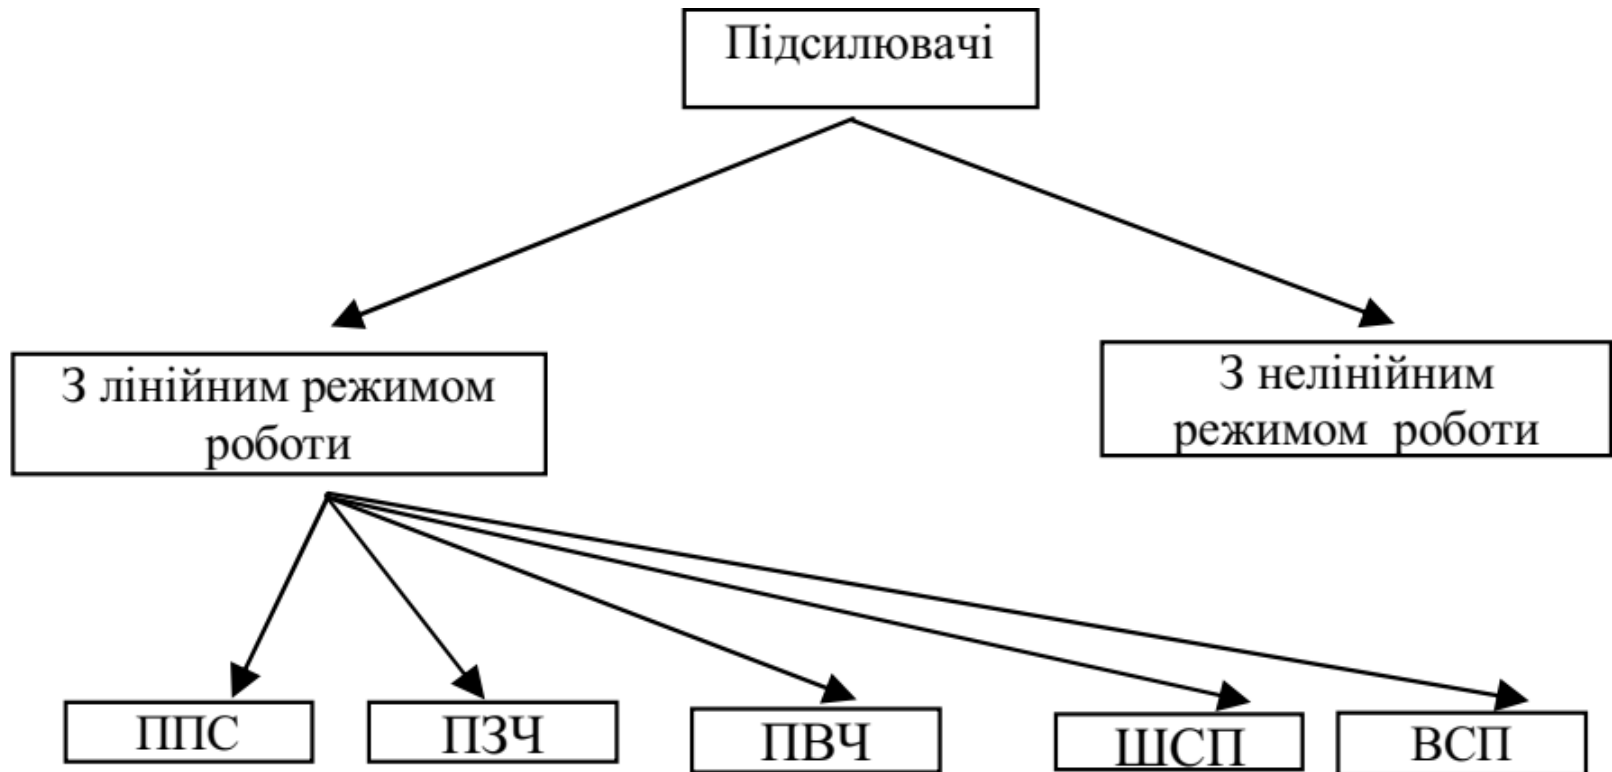 Підсилювачі
З лінійним режимом
роботи
З нелінійним
режимом роботи
ППС
ПЗЧ
ПВЧ
ШСП
ВСП